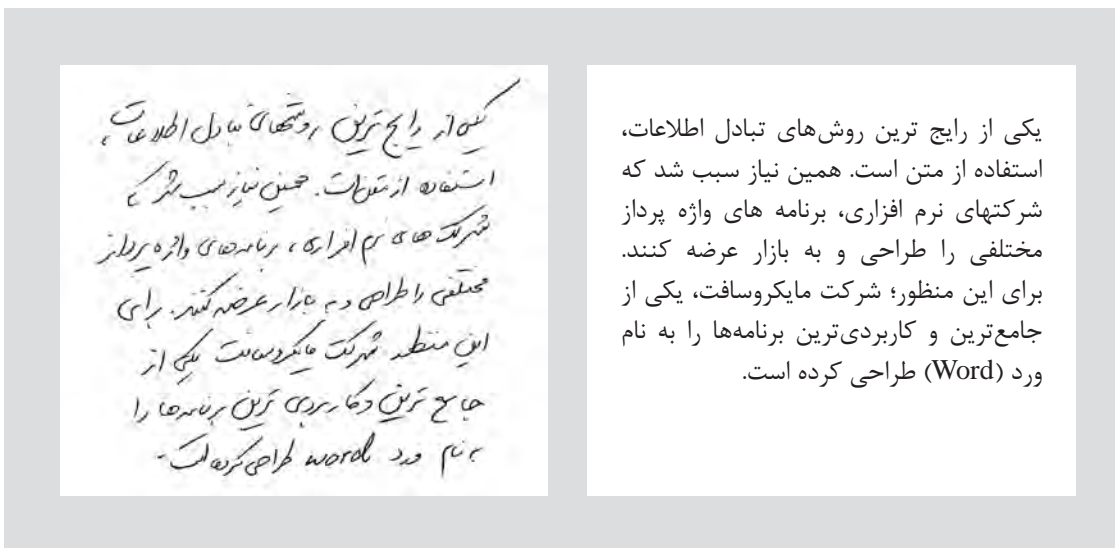 یکی از رایج ترین روش‌های تبادل اطلاعات،
استفاده از متن است. همین نیاز سبب شد که
شرکتهای نرم افزاری، برنامه های واژه پرداز
مختلفی را طراحی و به بازار عرضه کنند.
برای این منظور؛ شرکت مایکروسافت، یکی از
جامع‌ترین و کاربردی‌ترین برنامه‌ها را به نام
ورد (Word) طراحی کرده است.
یکی از رایج ترین روشهای تبادل اطلاعات،
استفاده از متن است. همین نیاز سبب شد که
شرکت های نرم افزاری، برنامه های واژه پرداز
مختلفی را طراحی و به بازار عرضه کنند. برای
این منظور شرکت مایکروسافت یکی از
جامع ترین و کاربردی ترین برنامه ها را
به نام ورد word طراحی کرده است.